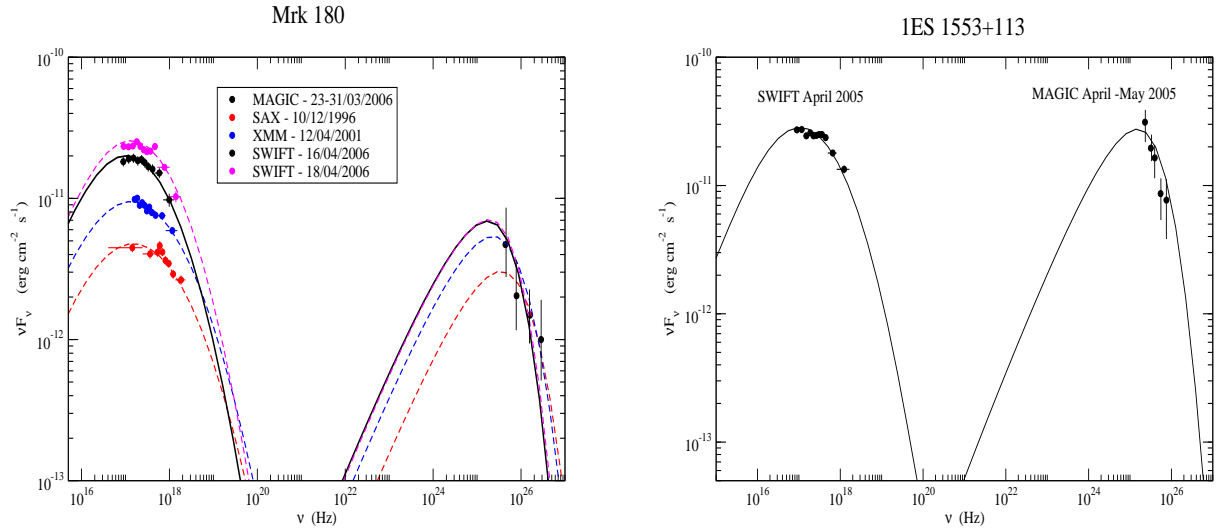 Mrk 180
10^-10
10^-11
10^-12
10^-13
νF_ν (erg cm^-2 s^-1)
MAGIC - 23-31/03/2006
SAX - 10/12/1996
XMM - 12/04/2001
SWIFT - 16/04/2006
SWIFT - 18/04/2006
10^16 10^18 10^20 10^22 10^24 10^26
ν (Hz)
1ES 1553+113
10^-10
10^-11
10^-12
10^-13
νF_ν (erg cm^-2 s^-1)
SWIFT April 2005
MAGIC April -May 2005
10^16 10^18 10^20 10^22 10^24 10^26
ν (Hz)